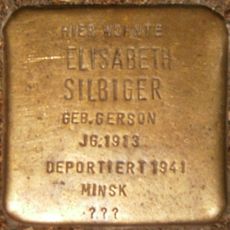 HIER WOHNTE
ELISABETH
SILBIGER
GEB. GERSON
JG. 1913
DEPORTIERT 1941
MINSK
???